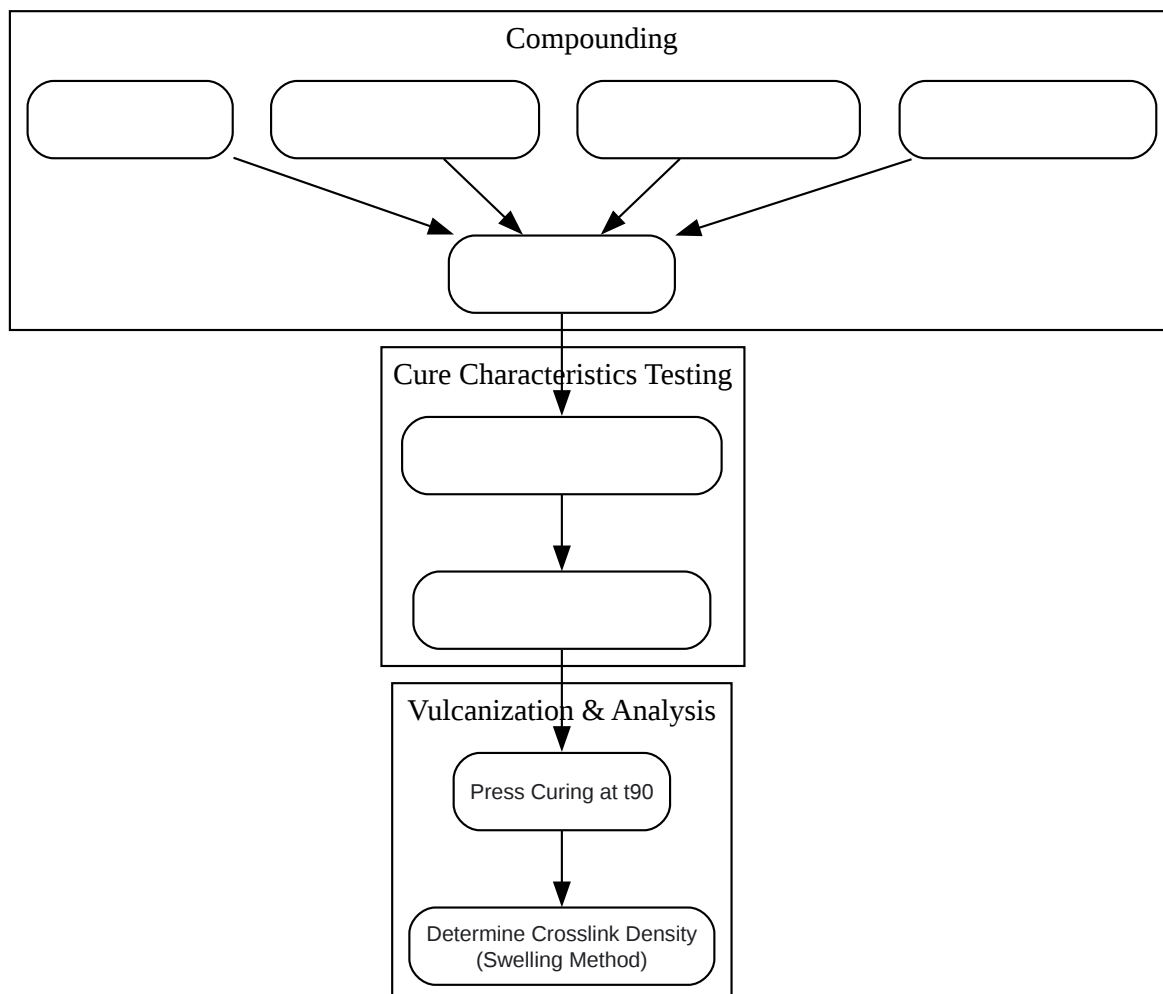 Compounding
Cure Characteristics Testing
Vulcanization & Analysis
Press Curing at t90
Determine Crosslink Density
(Swelling Method)